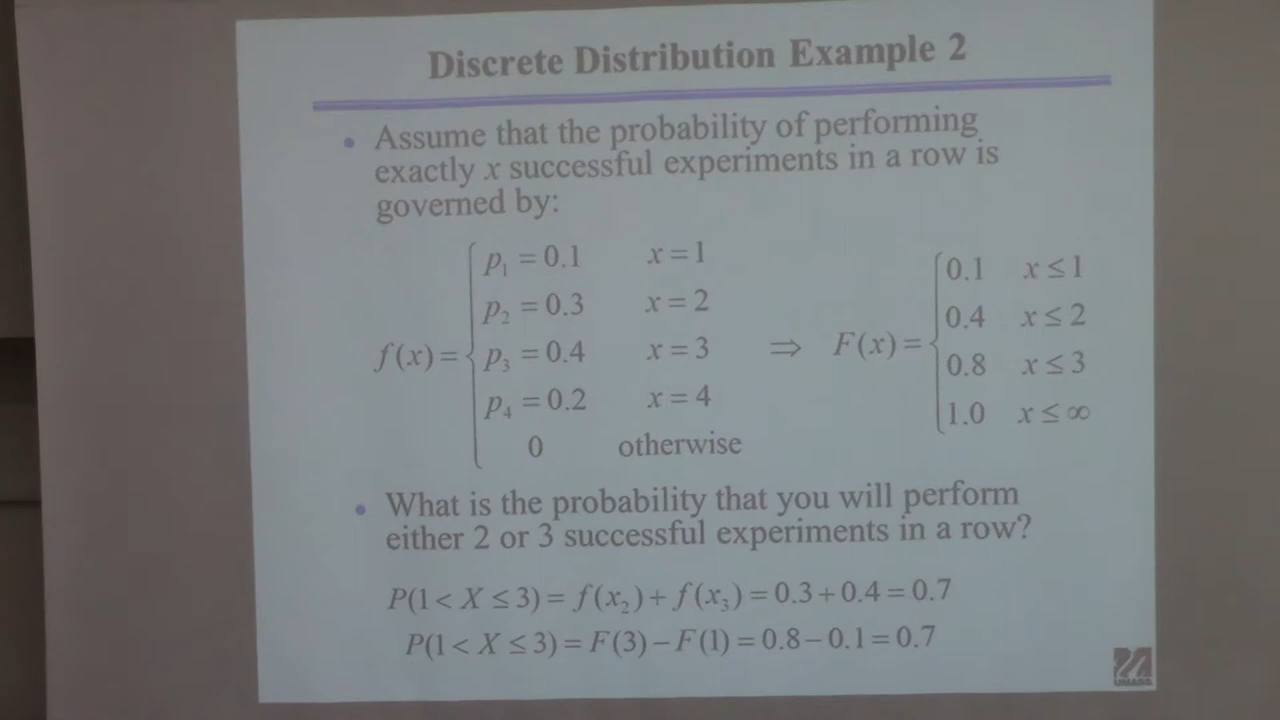 Discrete Distribution Example 2
• Assume that the probability of performing
exactly x successful experiments in a row is
governed by:
f(x) = { p₁ = 0.1 x = 1
p₂ = 0.3 x = 2
p₃ = 0.4 x = 3
p₄ = 0.2 x = 4
0 otherwise
⇒ F(x) = { 0.1 x ≤ 1
0.4 x ≤ 2
0.8 x ≤ 3
1.0 x ≤ ∞
• What is the probability that you will perform
either 2 or 3 successful experiments in a row?
P(1 < X ≤ 3) = f(x₂) + f(x₃) = 0.3 + 0.4 = 0.7
P(1 < X ≤ 3) = F(3) − F(1) = 0.8 − 0.1 = 0.7
UMASS